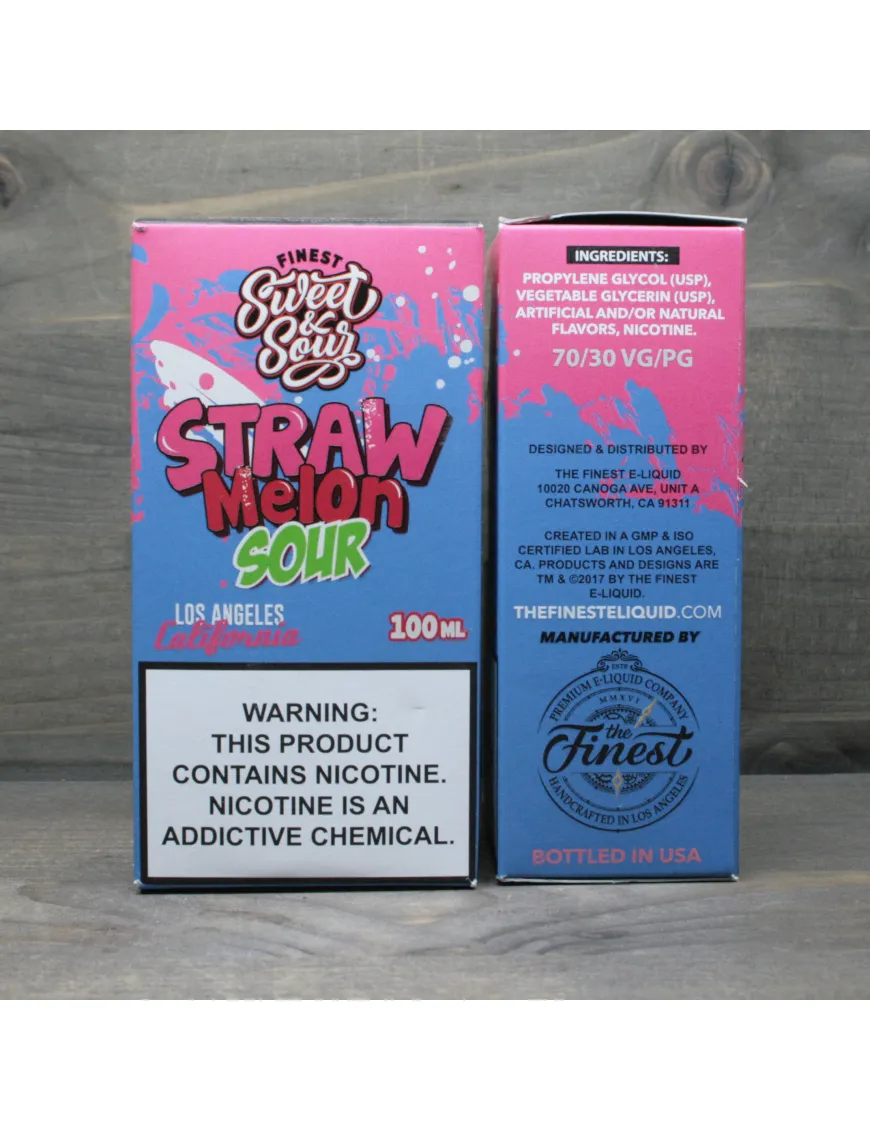 FINEST
Sweet
&
Sour
STRAW
Melon
SOUR
LOS ANGELES
California
100ML
WARNING:
THIS PRODUCT
CONTAINS NICOTINE.
NICOTINE IS AN
ADDICTIVE CHEMICAL.
INGREDIENTS:
PROPYLENE GLYCOL (USP),
VEGETABLE GLYCERIN (USP),
ARTIFICIAL AND/OR NATURAL
FLAVORS, NICOTINE.
70/30 VG/PG
DESIGNED & DISTRIBUTED BY
THE FINEST E-LIQUID
10020 CANOGA AVE, UNIT A
CHATSWORTH, CA 91311
CREATED IN A GMP & ISO
CERTIFIED LAB IN LOS ANGELES,
CA. PRODUCTS AND DESIGNS ARE
TM & ©2017 BY THE FINEST
E-LIQUID.
THEFINESTELIQUID.COM
MANUFACTURED BY
ESTD
PREMIUM E-LIQUID COMPANY
MMXVI
the
Finest
HANDCRAFTED IN LOS ANGELES
BOTTLED IN USA